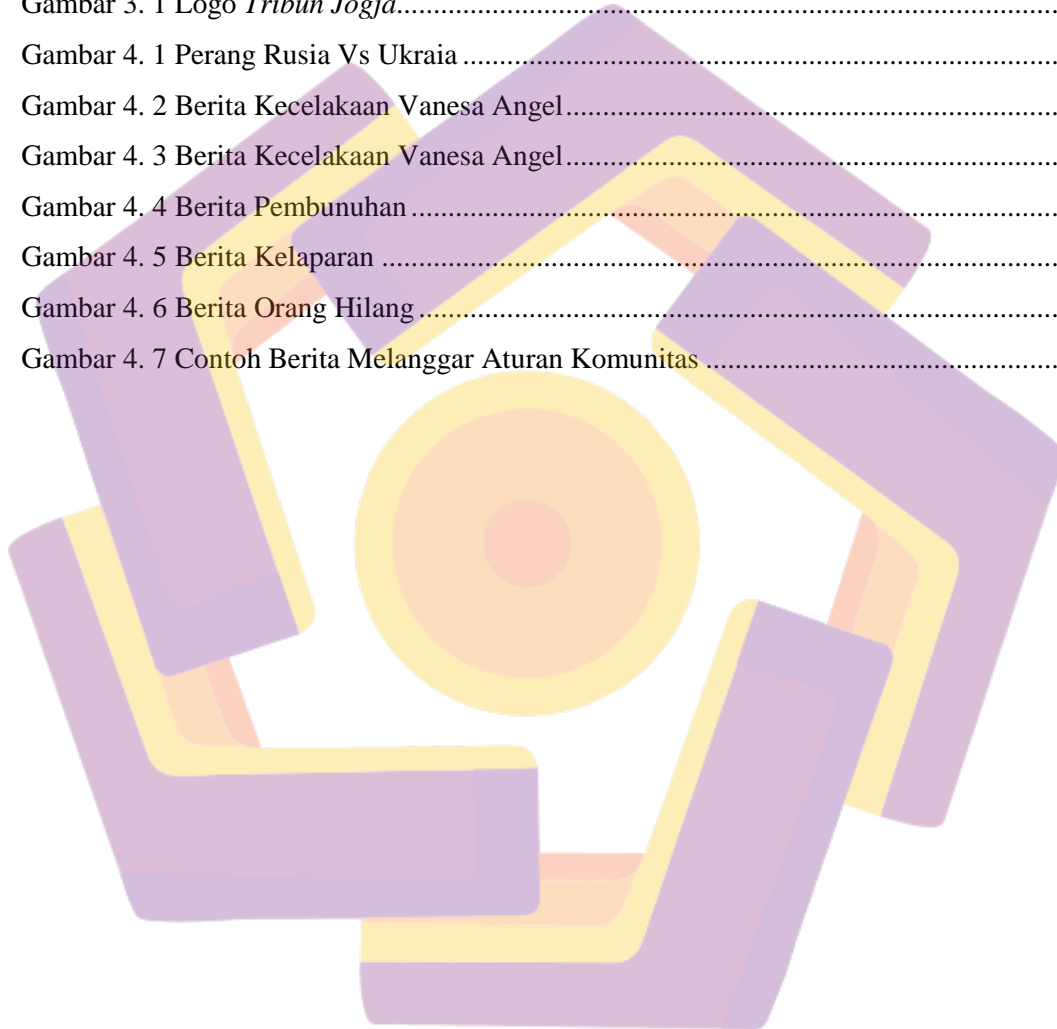 Gambar 3. 1 Logo Tribun Jogja...............................................................................................
Gambar 4. 1 Perang Rusia Vs Ukraia ...............................................................................
Gambar 4. 2 Berita Kecelakaan Vanesa Angel.................................................................
Gambar 4. 3 Berita Kecelakaan Vanesa Angel.................................................................
Gambar 4. 4 Berita Pembunuhan ......................................................................................
Gambar 4. 5 Berita Kelaparan ..........................................................................................
Gambar 4. 6 Berita Orang Hilang .....................................................................................
Gambar 4. 7 Contoh Berita Melanggar Aturan Komunitas ...............................................